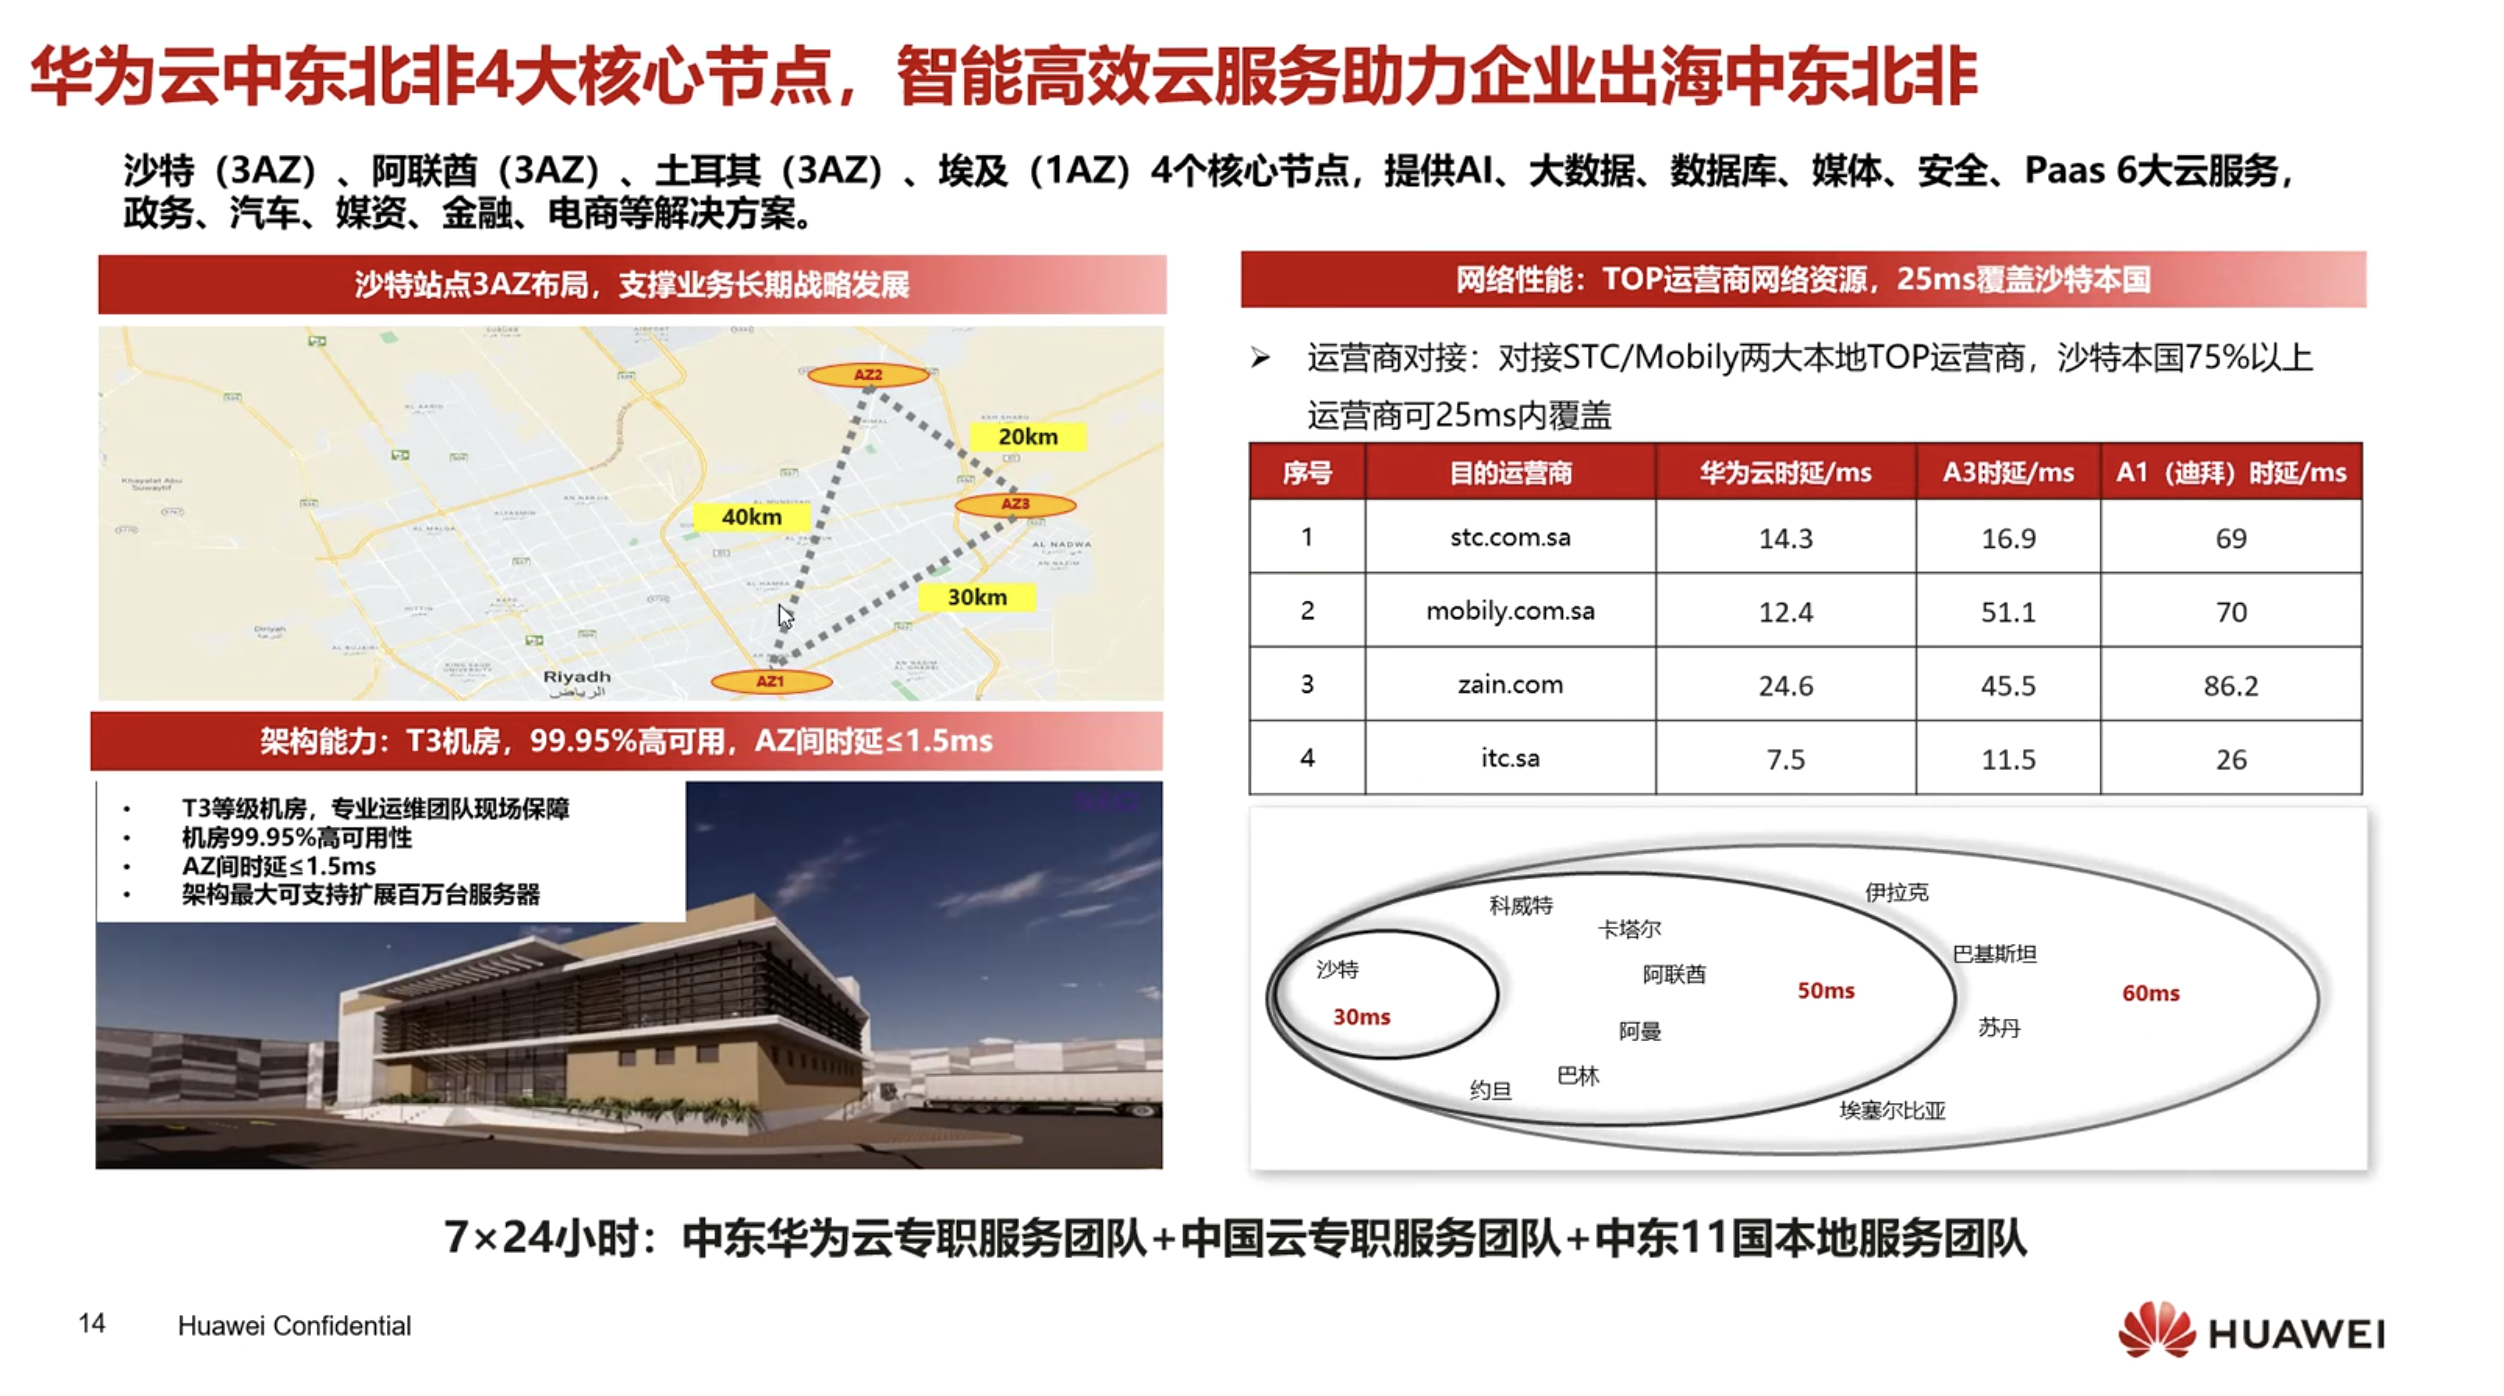 华为云中东北非4大核心节点，智能高效云服务助力企业出海中东北非
沙特（3AZ）、阿联酋（3AZ）、土耳其（3AZ）、埃及（1AZ）4个核心节点，提供AI、大数据、数据库、媒体、安全、Paas 6大云服务，
政务、汽车、媒资、金融、电商等解决方案。
沙特站点3AZ布局，支撑业务长期战略发展
AZ2
20km
AZ3
40km
AL NADWA
30km
Diriyah
Riyadh
الرياض
AZ1
架构能力：T3机房，99.95%高可用，AZ间时延≤1.5ms
• T3等级机房，专业运维团队现场保障
• 机房99.95%高可用性
• AZ间时延≤1.5ms
• 架构最大可支持扩展百万台服务器
网络性能：TOP运营商网络资源，25ms覆盖沙特本国
➢ 运营商对接：对接STC/Mobily两大本地TOP运营商，沙特本国75%以上
运营商可25ms内覆盖
序号 目的运营商 华为云时延/ms A3时延/ms A1（迪拜）时延/ms
1 stc.com.sa 14.3 16.9 69
2 mobily.com.sa 12.4 51.1 70
3 zain.com 24.6 45.5 86.2
4 itc.sa 7.5 11.5 26
科威特
伊拉克
卡塔尔
巴基斯坦
沙特
阿联酋
50ms
60ms
30ms
阿曼
苏丹
巴林
约旦
埃塞尔比亚
7×24小时：中东华为云专职服务团队+中国云专职服务团队+中东11国本地服务团队
14 Huawei Confidential
HUAWEI